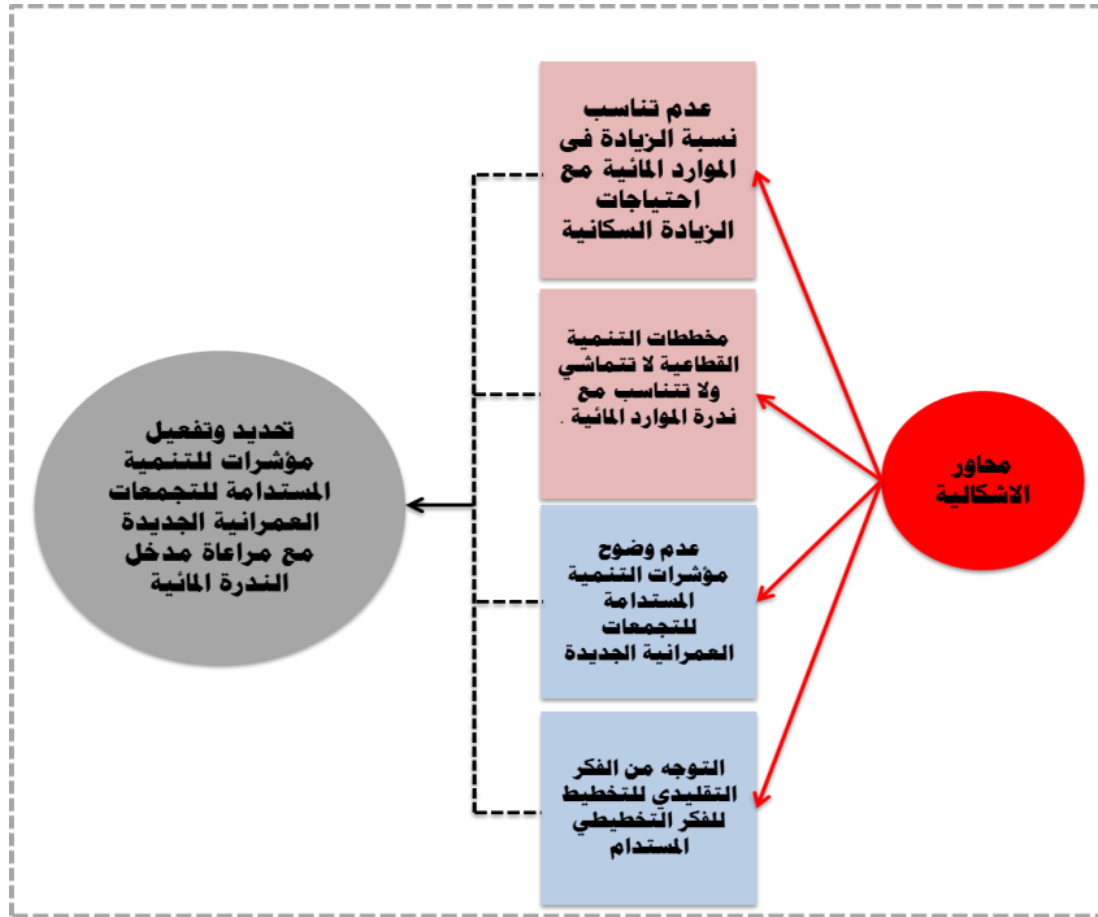 محاور
الاشكالية
عدم تناسب
نسبة الزيادة فى
الموارد المائية مع
احتياجات
الزيادة السكانية
مخططات التنمية
القطاعية لا تتماشي
ولا تتناسب مع
ندرة الموارد المائية .
عدم وضوح
مؤشرات التنمية
المستدامة
للتجمعات
العمرانية الجديدة
التوجه من الفكر
التقليدي للتخطيط
للفكر التخطيطي
المستدام
تحديد وتفعيل
مؤشرات للتنمية
المستدامة للتجمعات
العمرانية الجديدة
مع مراعاة مدخل
الندرة المائية